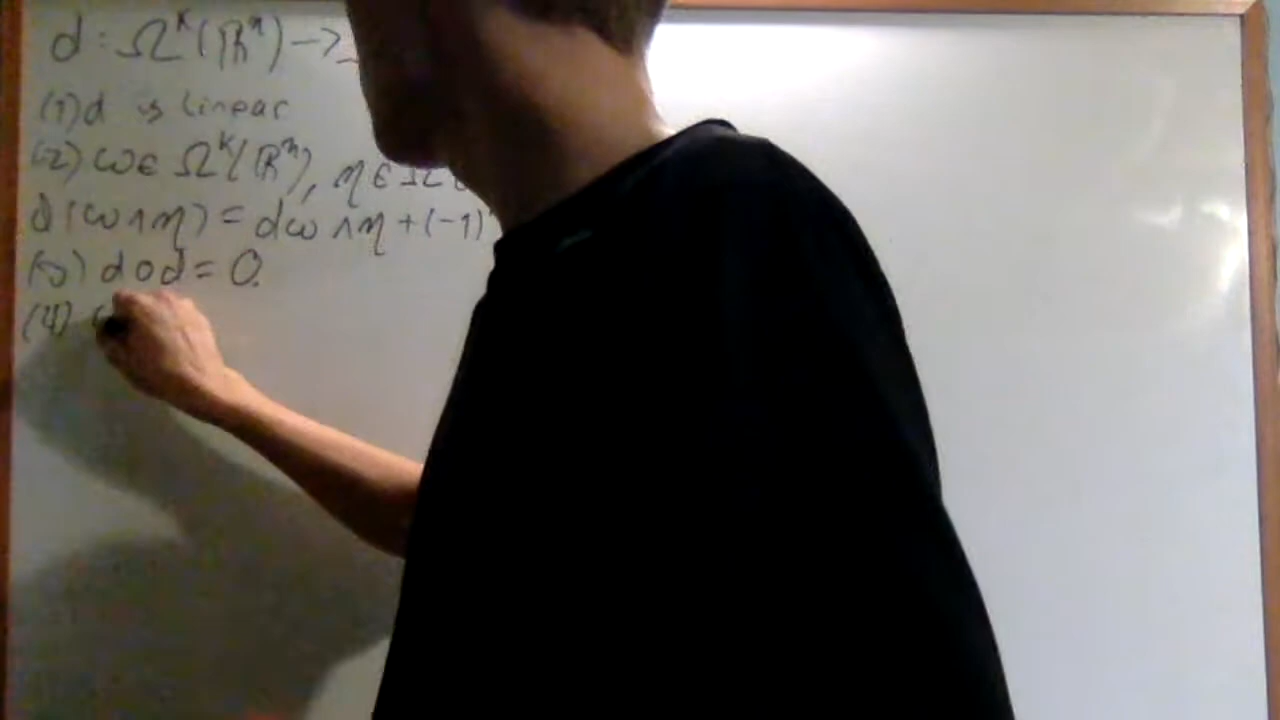 d : Ω^k(ℝ^n) →
(1) d is linear
(2) ω ∈ Ω^k(ℝ^n), η ∈ Ω
d(ω∧η) = dω∧η + (-1)
(3) d∘d = 0.
(4)